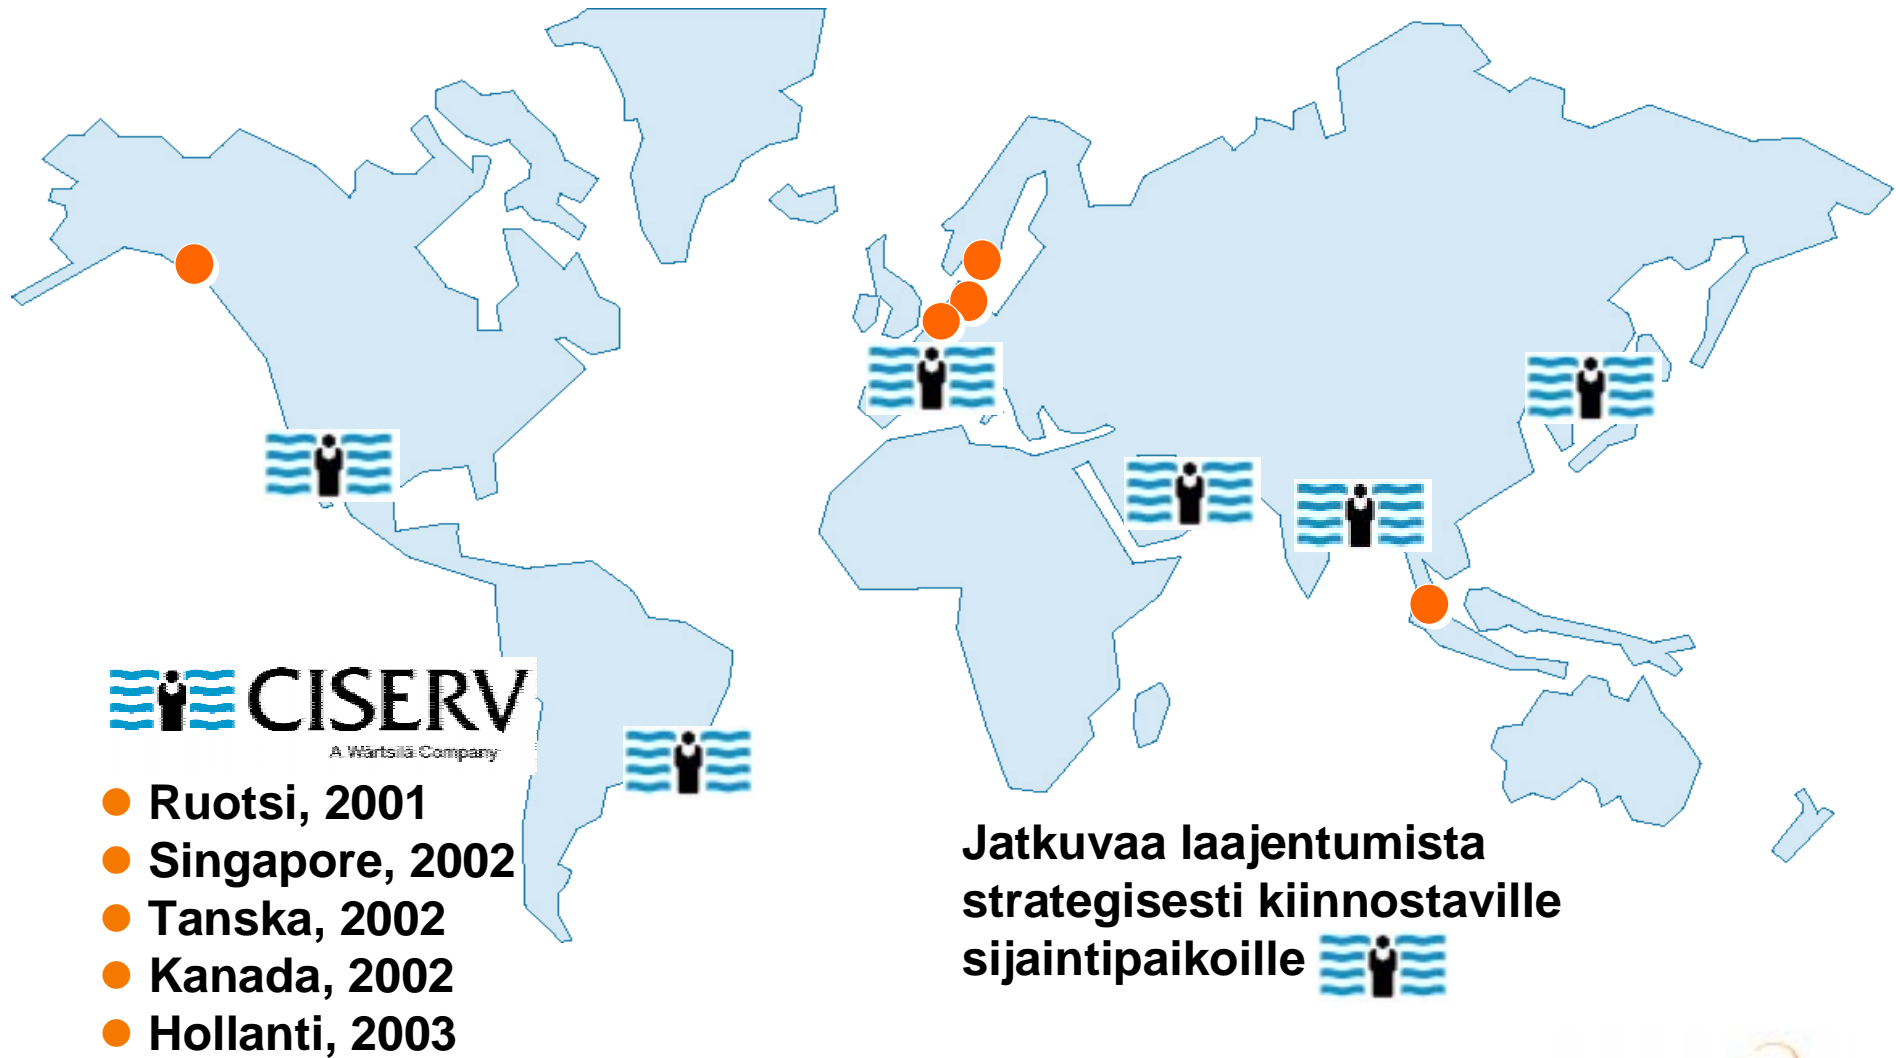 CISERV
A Wärtsilä Company
Ruotsi, 2001
Singapore, 2002
Tanska, 2002
Kanada, 2002
Hollanti, 2003
Jatkuvaa laajentumista
strategisesti kiinnostaville
sijaintipaikoille